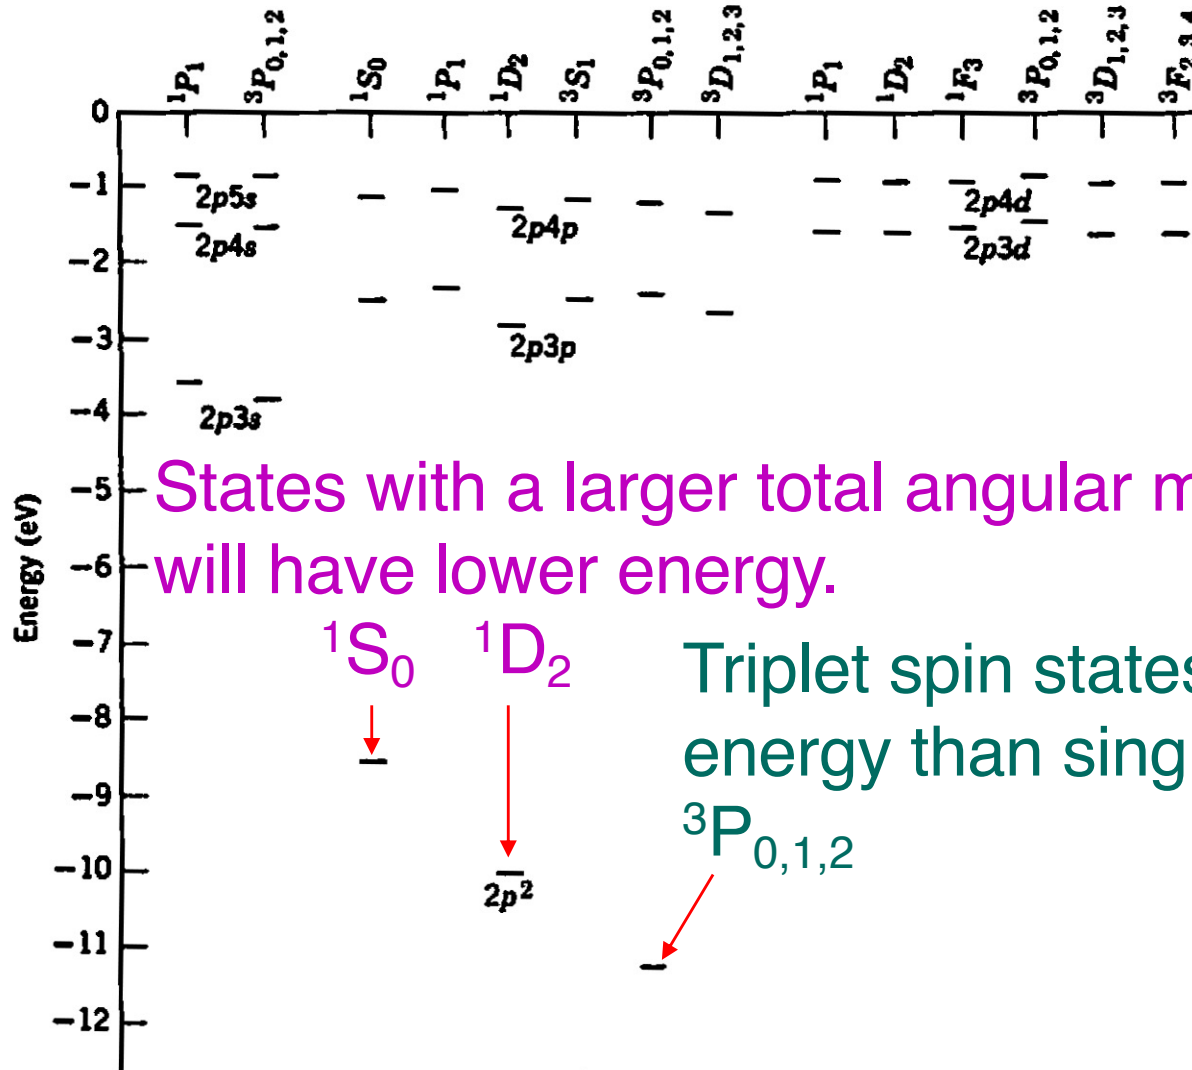 ¹P₁ ³P₀,₁,₂ ¹S₀ ¹P₁ ¹D₂ ³S₁ ³P₀,₁,₂ ³D₁,₂,₃ ¹P₁ ¹D₂ ¹F₃ ³P₀,₁,₂ ³D₁,₂,₃ ³F₂,₃,₄
0
−1
2p5s 2p4p 2p4d
2p4s 2p3d
−2
−3
2p3p
−4
2p3s
−5
States with a larger total angular
will have lower energy.
−6
Energy (eV)
−7
¹S₀ ¹D₂
Triplet spin states
−8
energy than sing
−9
³P₀,₁,₂
−10
2p²
−11
−12